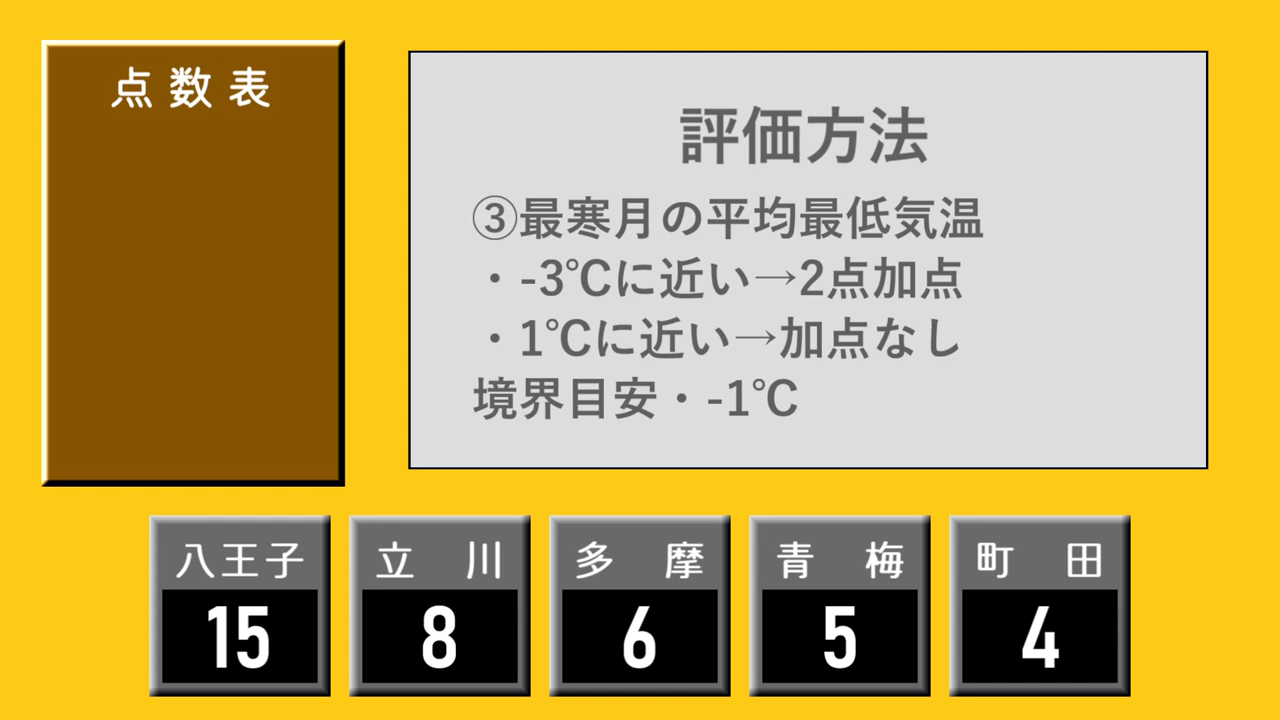 点数表
評価方法
③最寒月の平均最低気温
・-3℃に近い→2点加点
・1℃に近い→加点なし
境界目安・-1℃
八王子 立川 多摩 青梅 町田
15 8 6 5 4